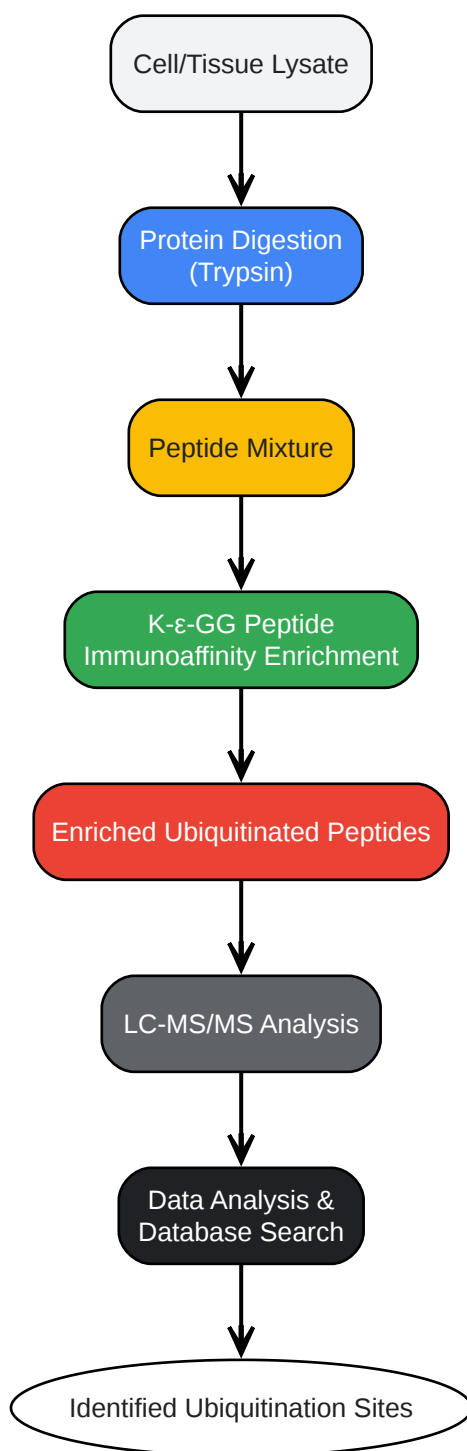 Cell/Tissue Lysate
Protein Digestion
(Trypsin)
Peptide Mixture
K-ε-GG Peptide
Immunoaffinity Enrichment
Enriched Ubiquitinated Peptides
LC-MS/MS Analysis
Data Analysis &
Database Search
Identified Ubiquitination Sites